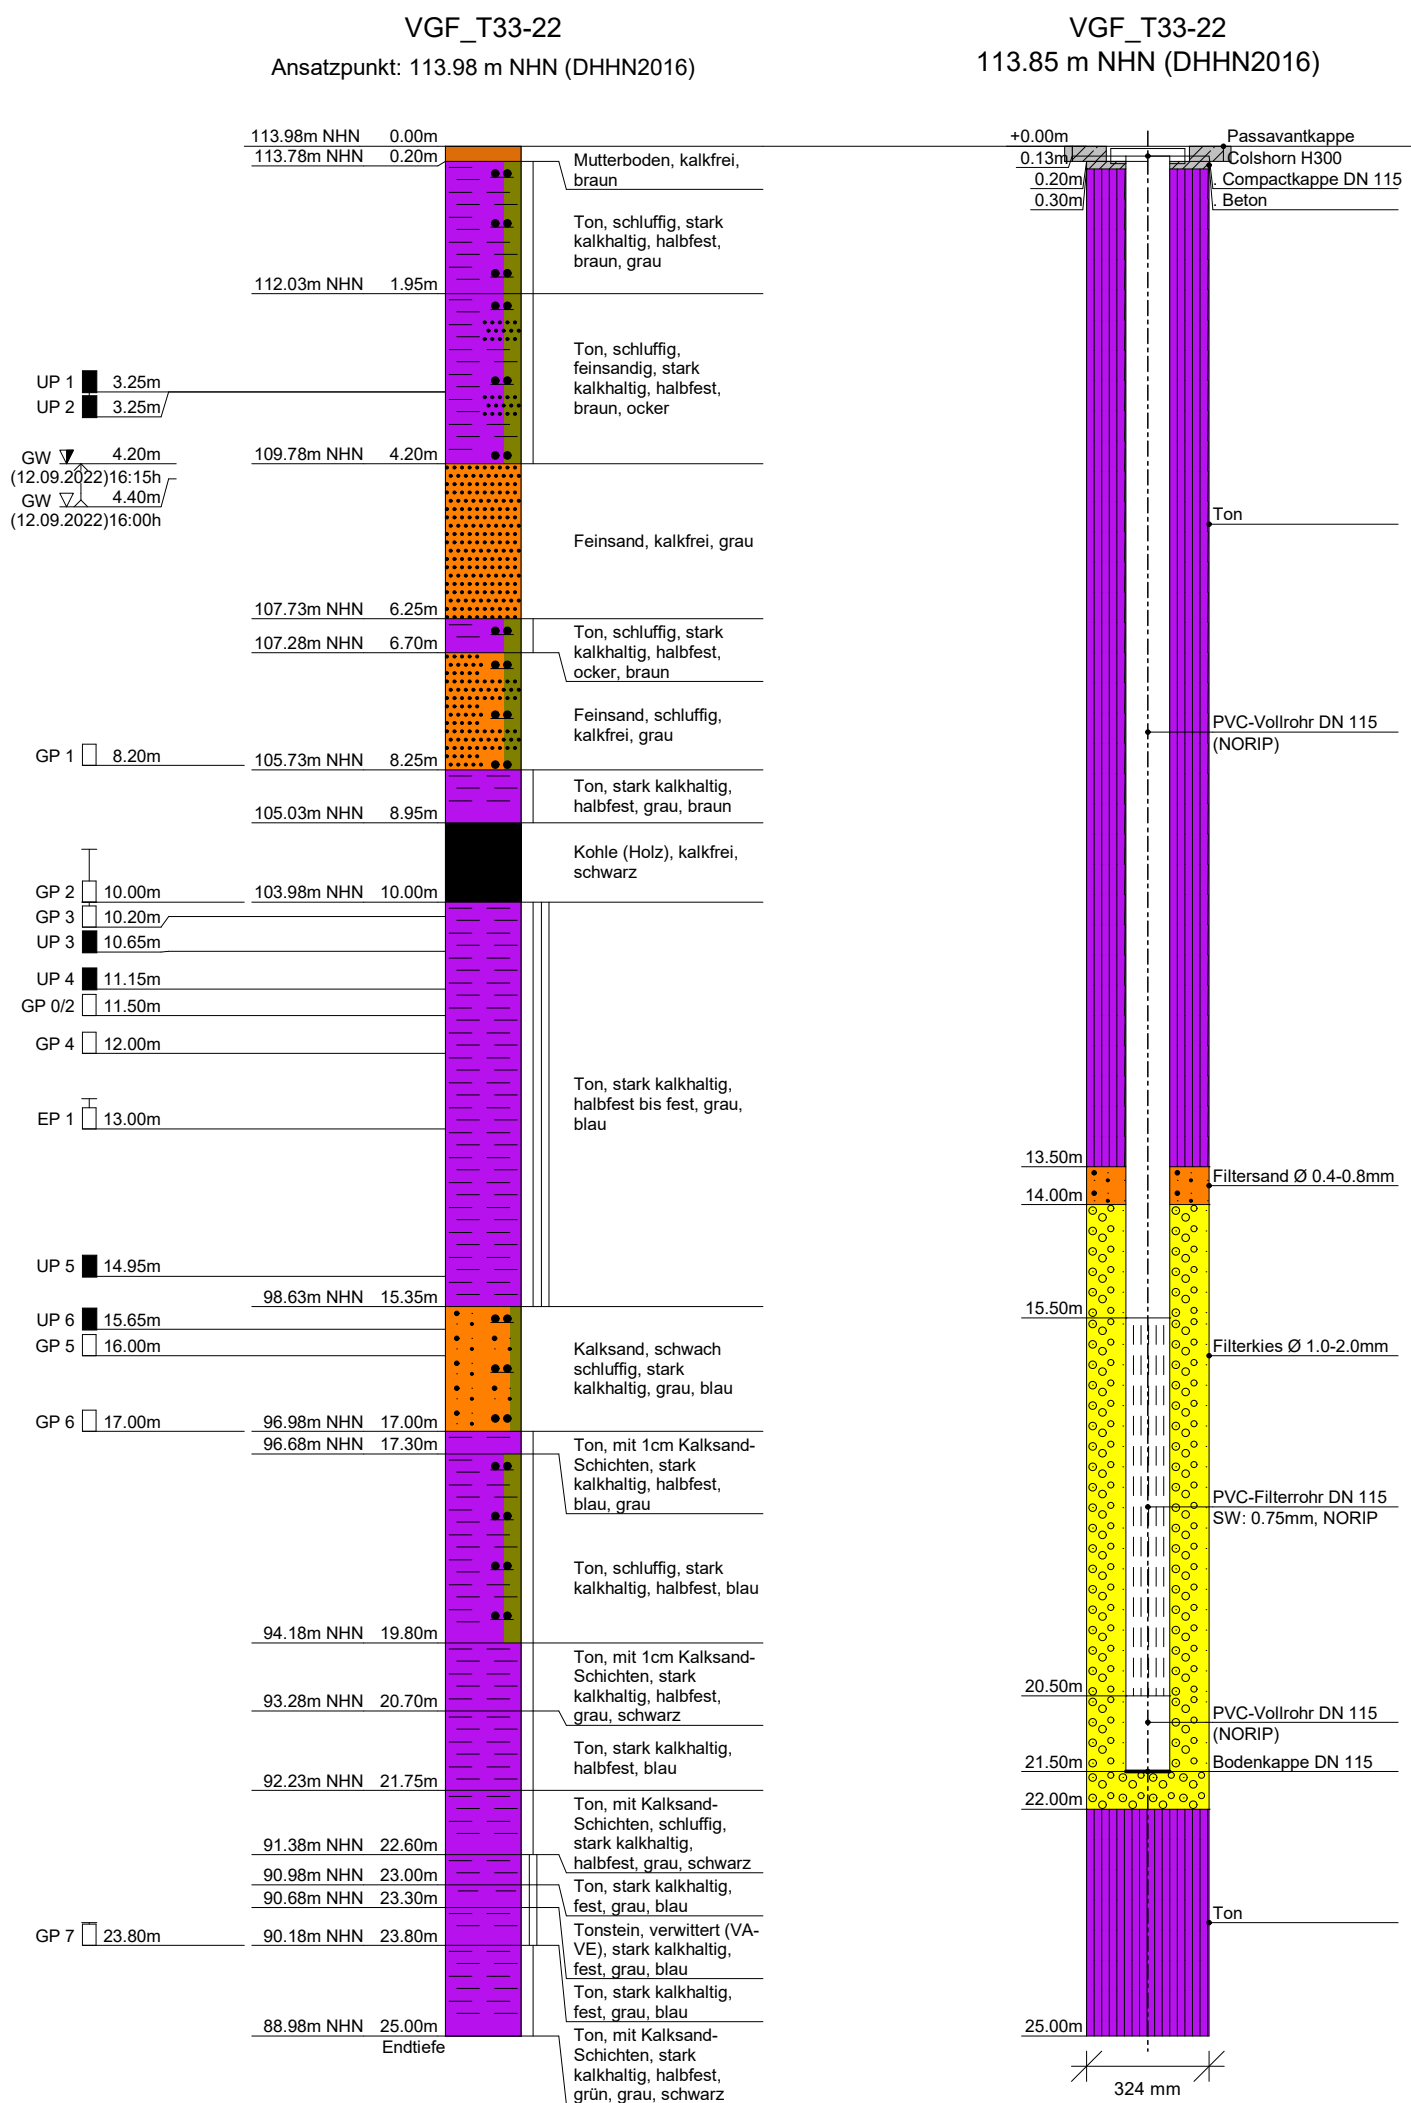 VGF_T33-22
Ansatzpunkt: 113.98 m NHN (DHHN2016)
113.98m NHN 0.00m
113.78m NHN 0.20m
Mutterboden, kalkfrei,
braun
Ton, schluffig, stark
kalkhaltig, halbfest,
braun, grau
112.03m NHN 1.95m
Ton, schluffig,
feinsandig, stark
kalkhaltig, halbfest,
braun, ocker
UP 1 3.25m
UP 2 3.25m
GW 4.20m
(12.09.2022)16:15h
GW 4.40m
(12.09.2022)16:00h
109.78m NHN 4.20m
Feinsand, kalkfrei, grau
107.73m NHN 6.25m
Ton, schluffig, stark
kalkhaltig, halbfest,
ocker, braun
107.28m NHN 6.70m
Feinsand, schluffig,
kalkfrei, grau
GP 1 8.20m
105.73m NHN 8.25m
Ton, stark kalkhaltig,
halbfest, grau, braun
105.03m NHN 8.95m
Kohle (Holz), kalkfrei,
schwarz
GP 2 10.00m
103.98m NHN 10.00m
GP 3 10.20m
UP 3 10.65m
UP 4 11.15m
GP 0/2 11.50m
GP 4 12.00m
EP 1 13.00m
Ton, stark kalkhaltig,
halbfest bis fest, grau,
blau
UP 5 14.95m
98.63m NHN 15.35m
UP 6 15.65m
GP 5 16.00m
Kalksand, schwach
schluffig, stark
kalkhaltig, grau, blau
GP 6 17.00m
96.98m NHN 17.00m
96.68m NHN 17.30m
Ton, mit 1cm Kalksand-
Schichten, stark
kalkhaltig, halbfest,
blau, grau
Ton, schluffig, stark
kalkhaltig, halbfest, blau
94.18m NHN 19.80m
Ton, mit 1cm Kalksand-
Schichten, stark
kalkhaltig, halbfest,
grau, schwarz
93.28m NHN 20.70m
Ton, stark kalkhaltig,
halbfest, blau
92.23m NHN 21.75m
Ton, mit Kalksand-
Schichten, schluffig,
stark kalkhaltig,
halbfest, grau, schwarz
91.38m NHN 22.60m
90.98m NHN 23.00m
Ton, stark kalkhaltig,
fest, grau, blau
90.68m NHN 23.30m
Tonstein, verwittert (VA-
VE), stark kalkhaltig,
fest, grau, blau
GP 7 23.80m
90.18m NHN 23.80m
Ton, stark kalkhaltig,
fest, grau, blau
88.98m NHN 25.00m
Endtiefe
Ton, mit Kalksand-
Schichten, stark
kalkhaltig, halbfest,
grün, grau, schwarz
VGF_T33-22
113.85 m NHN (DHHN2016)
+0.00m
Passavantkappe
0.13m
Colshorn H300
0.20m
. Compactkappe DN 115
0.30m
. Beton
Ton
PVC-Vollrohr DN 115
(NORIP)
13.50m
Filtersand Ø 0.4-0.8mm
14.00m
15.50m
Filterkies Ø 1.0-2.0mm
PVC-Filterrohr DN 115
SW: 0.75mm, NORIP
20.50m
PVC-Vollrohr DN 115
(NORIP)
21.50m
Bodenkappe DN 115
22.00m
Ton
25.00m
324 mm